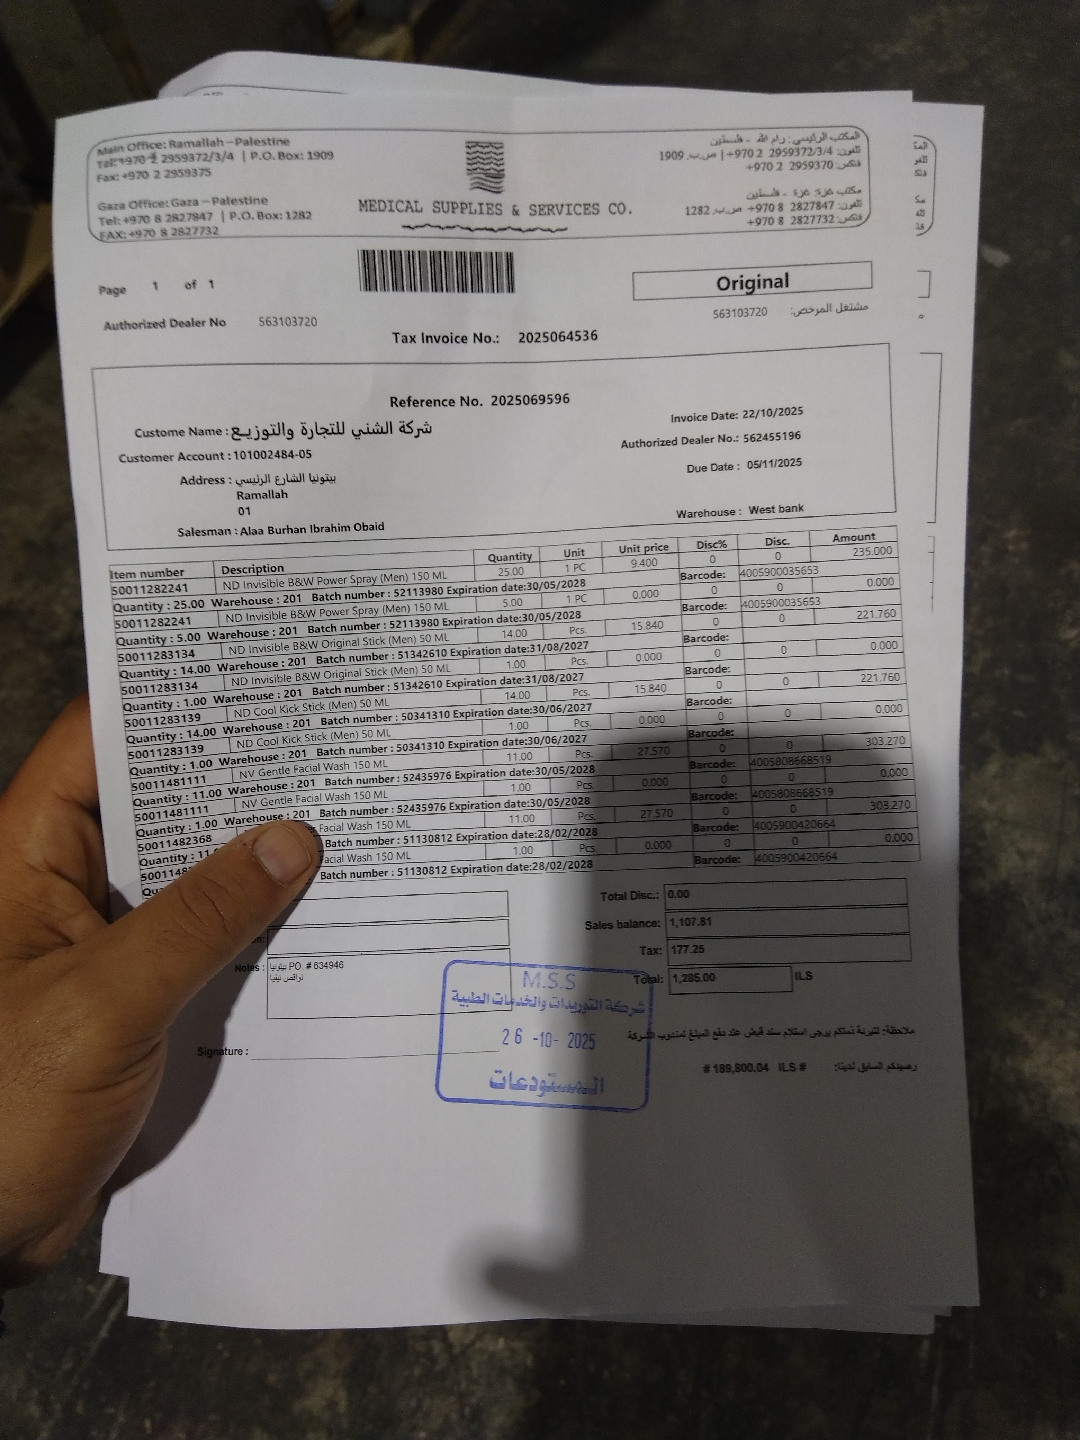 Main Office: Ramallah – Palestine
Tel:+970 2 2959372/3/4 | P.O. Box: 1909
Fax: +970 2 2959375
Gaza Office: Gaza – Palestine
Tel: +970 8 2827847 | P.O. Box: 1282
FAX: +970 8 2827732
MEDICAL SUPPLIES & SERVICES CO.
المكتب الرئيسي: رام الله - فلسطين
تلفون: 2959372/3/4 2 970+ | ص.ب. 1909
فاكس: 2959370 2 970+
مكتب غزة: غزة - فلسطين
تلفون: 2827847 8 970+ ص.ب. 1282
فاكس: 2827732 8 970+
Page 1 of 1
Original
Authorized Dealer No 563103720
مشتغل المرخص: 563103720
Tax Invoice No.: 2025064536
Reference No. 2025069596
Custome Name : شركة الشني للتجارة والتوزيع
Invoice Date: 22/10/2025
Customer Account : 101002484-05
Authorized Dealer No.: 562455196
Address : بيتونيا الشارع الرئيسي
Due Date : 05/11/2025
Ramallah
01
Salesman : Alaa Burhan Ibrahim Obaid
Warehouse : West bank
Item number Description Quantity Unit Unit price Disc% Disc. Amount
50011282241 ND Invisible B&W Power Spray (Men) 150 ML 25.00 1 PC 9.400 0 0 235.000
Quantity : 25.00 Warehouse : 201 Batch number : 52113980 Expiration date:30/05/2028 Barcode: 4005900035653
50011282241 ND Invisible B&W Power Spray (Men) 150 ML 5.00 1 PC 0.000 0 0 0.000
Quantity : 5.00 Warehouse : 201 Batch number : 52113980 Expiration date:30/05/2028 Barcode: 4005900035653
50011283134 ND Invisible B&W Original Stick (Men) 50 ML 14.00 Pcs. 15.840 0 0 221.760
Quantity : 14.00 Warehouse : 201 Batch number : 51342610 Expiration date:31/08/2027 Barcode:
50011283134 ND Invisible B&W Original Stick (Men) 50 ML 1.00 Pcs. 0.000 0 0 0.000
Quantity : 1.00 Warehouse : 201 Batch number : 51342610 Expiration date:31/08/2027 Barcode:
50011283139 ND Cool Kick Stick (Men) 50 ML 14.00 Pcs. 15.840 0 0 221.760
Quantity : 14.00 Warehouse : 201 Batch number : 50341310 Expiration date:30/06/2027 Barcode:
50011283139 ND Cool Kick Stick (Men) 50 ML 1.00 Pcs. 0.000 0 0 0.000
Quantity : 1.00 Warehouse : 201 Batch number : 50341310 Expiration date:30/06/2027 Barcode:
50011481111 NV Gentle Facial Wash 150 ML 11.00 Pcs. 27.570 0 0 303.270
Quantity : 11.00 Warehouse : 201 Batch number : 52435976 Expiration date:30/05/2028 Barcode: 4005808668519
50011481111 NV Gentle Facial Wash 150 ML 1.00 Pcs. 0.000 0 0 0.000
Quantity : 1.00 Warehouse : 201 Batch number : 52435976 Expiration date:30/05/2028 Barcode: 4005808668519
50011482368 Facial Wash 150 ML 11.00 Pcs. 27.570 0 0 303.270
Quantity : 11 Batch number : 51130812 Expiration date:28/02/2028 Barcode: 4005900420664
Facial Wash 150 ML 1.00 Pcs. 0.000 0 0 0.000
Batch number : 51130812 Expiration date:28/02/2028 Barcode: 4005900420664
Total Disc.: 0.00
Sales balance: 1,107.81
Tax: 177.25
Total: 1,285.00 ILS
Notes : بيتونيا PO. # 634946
نواقص نيفيا
M.S.S
شركة التوريدات والخدمات الطبية
26 -10- 2025
المستودعات
Signature :
ملاحظة: لتبرئة ذمتكم يرجى استلام سند قبض عند دفع المبلغ لمندوب الشركة
رصيدكم السابق لدينا: # 189,800.04 ILS #